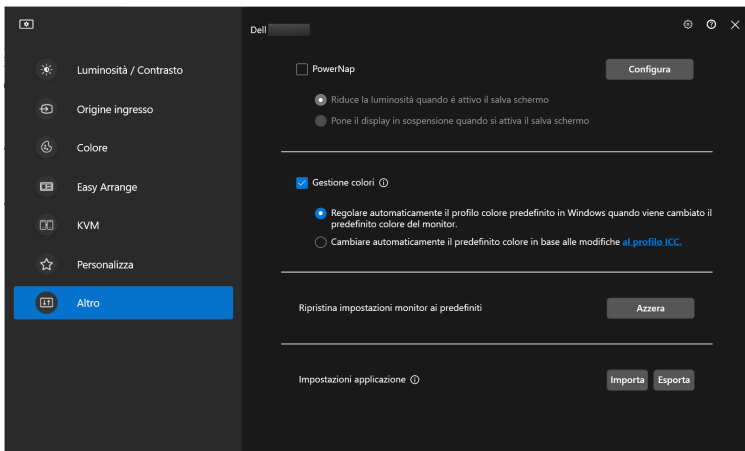 Dell
Luminosità / Contrasto
Origine ingresso
Colore
Easy Arrange
KVM
Personalizza
Altro
PowerNap
Configura
Riduce la luminosità quando è attivo il salva schermo
Pone il display in sospensione quando si attiva il salva schermo
Gestione colori
Regolare automaticamente il profilo colore predefinito in Windows quando viene cambiato il
predefinito colore del monitor.
Cambiare automaticamente il predefinito colore in base alle modifiche al profilo ICC.
Ripristina impostazioni monitor ai predefiniti
Azzera
Impostazioni applicazione
Importa
Esporta